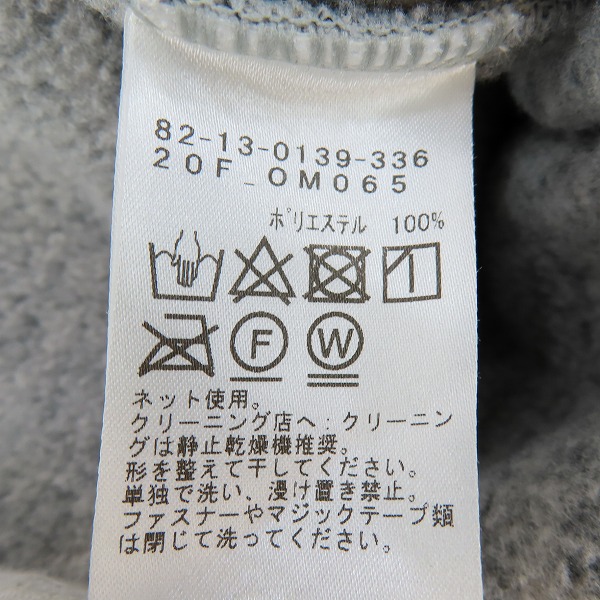 82-13-0139-336
20F_OM065
ポリエステル 100%
F W
ネット使用。
クリーニング店へ:クリーニン
グは静止乾燥機推奨。
形を整えて干してください。
単独で洗い、浸け置き禁止。
ファスナーやマジックテープ類
は閉じて洗ってください。